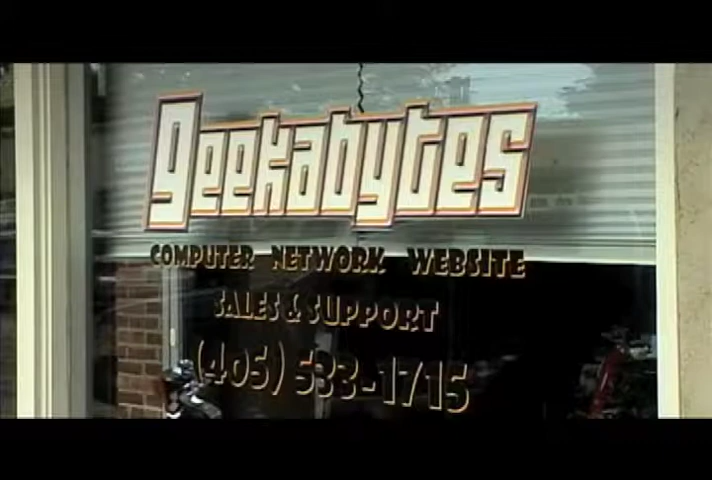 geekabytes
COMPUTER NETWORK WEBSITE
SALES & SUPPORT
(405) 533-1715